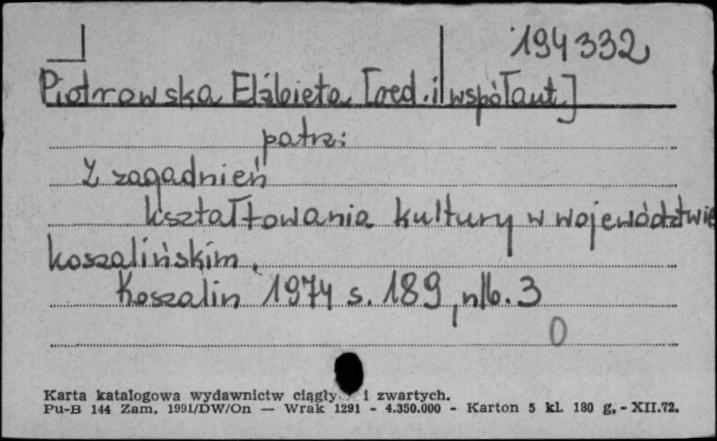 194332
Piotrowska Elżbieta [red. i współaut.]
patrz:
Z zagadnień
kształtowania kultury w województwie
koszalińskim.
Koszalin 1974 s. 189, nlb. 3
0
Karta katalogowa wydawnictw ciągły i zwartych.
Pu-B 144 Zam. 1991/DW/On — Wrak 1291 - 4.350.000 - Karton 5 kl. 180 g. - XII.72.